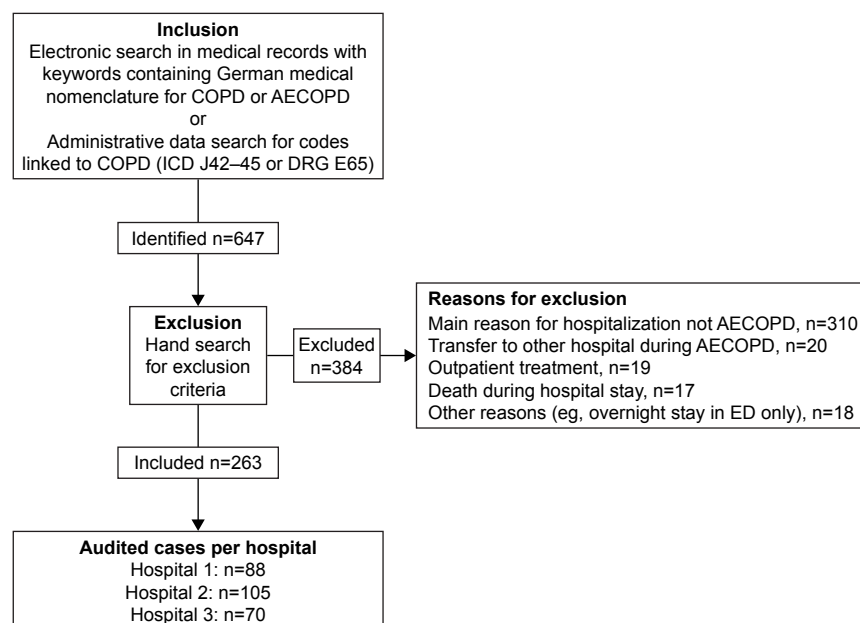 Inclusion
Electronic search in medical records with
keywords containing German medical
nomenclature for COPD or AECOPD
or
Administrative data search for codes
linked to COPD (ICD J42–45 or DRG E65)
Identified n=647
Exclusion
Hand search
for exclusion
criteria
Excluded
n=384
Reasons for exclusion
Main reason for hospitalization not AECOPD, n=310
Transfer to other hospital during AECOPD, n=20
Outpatient treatment, n=19
Death during hospital stay, n=17
Other reasons (eg, overnight stay in ED only), n=18
Included n=263
Audited cases per hospital
Hospital 1: n=88
Hospital 2: n=105
Hospital 3: n=70